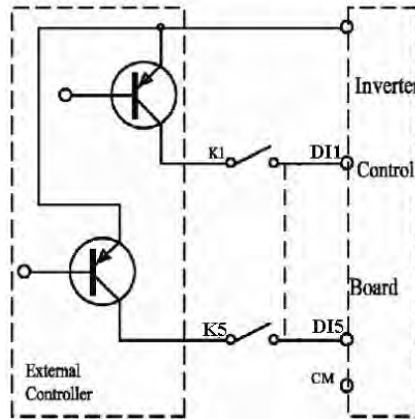 Inverter
K1
DI1
Control
Board
K5
DI5
External
Controller
CM